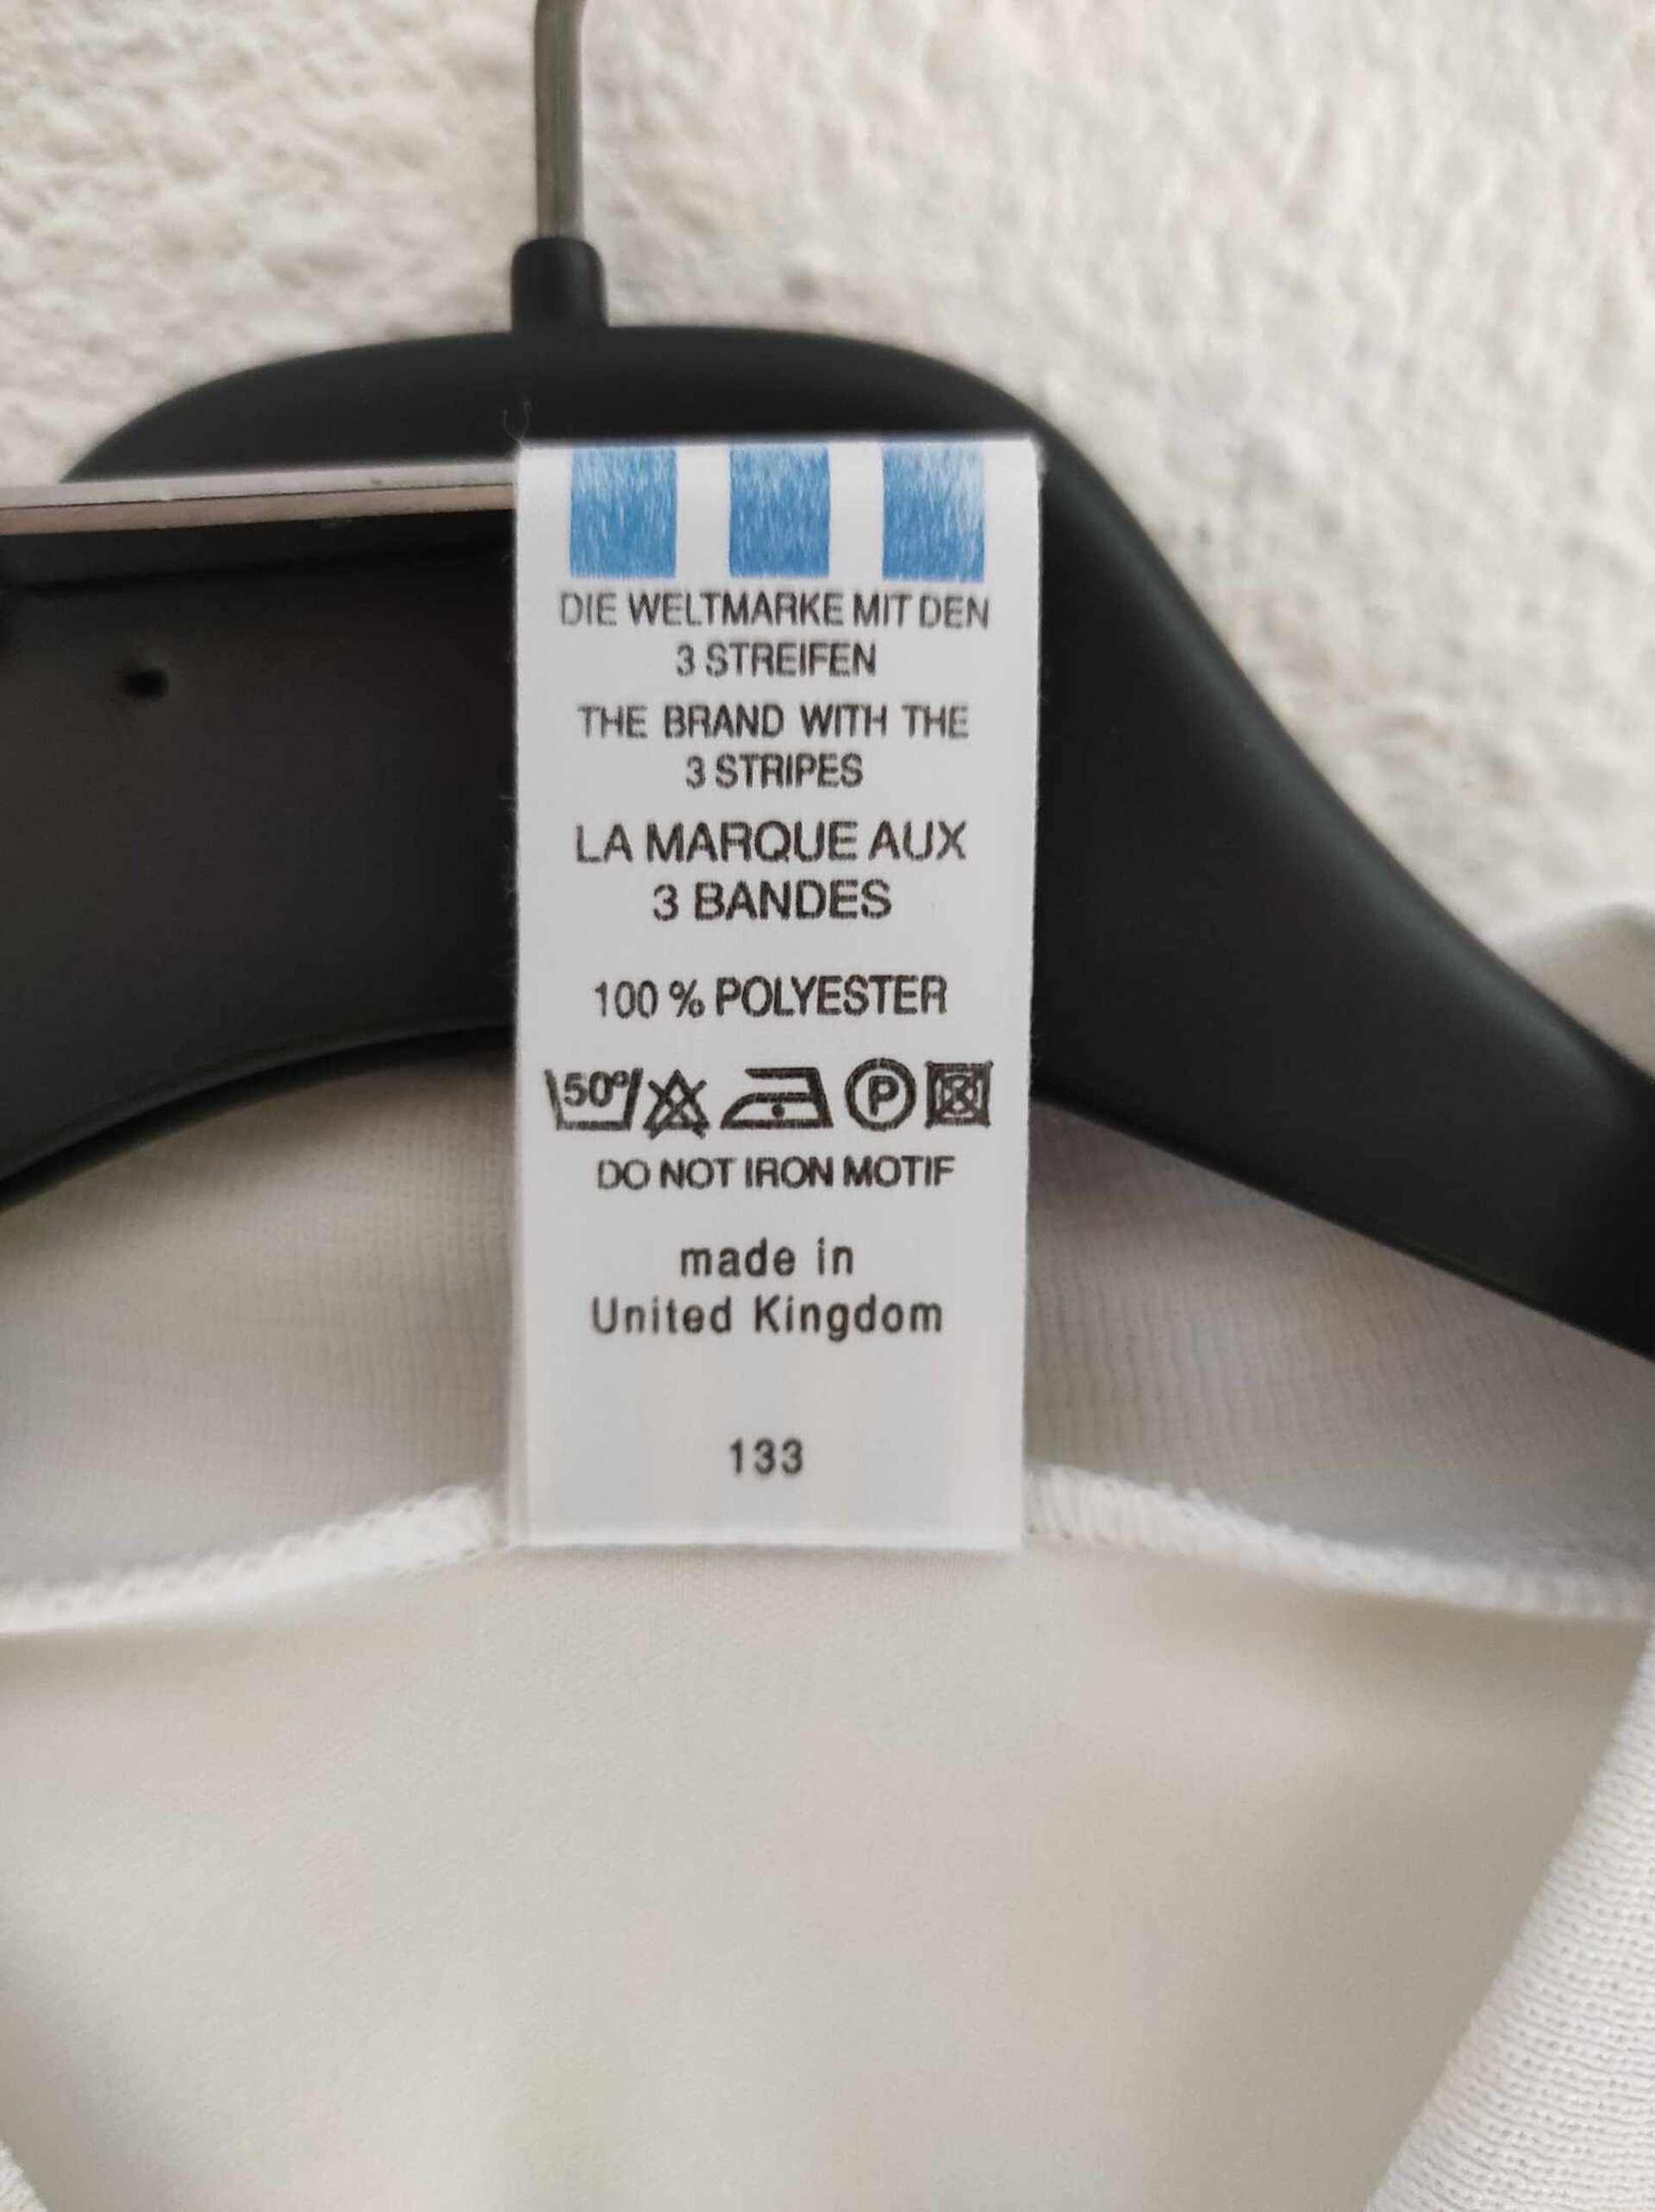 DIE WELTMARKE MIT DEN
3 STREIFEN
THE BRAND WITH THE
3 STRIPES
LA MARQUE AUX
3 BANDES
100 % POLYESTER
50° P
DO NOT IRON MOTIF
made in
United Kingdom
133